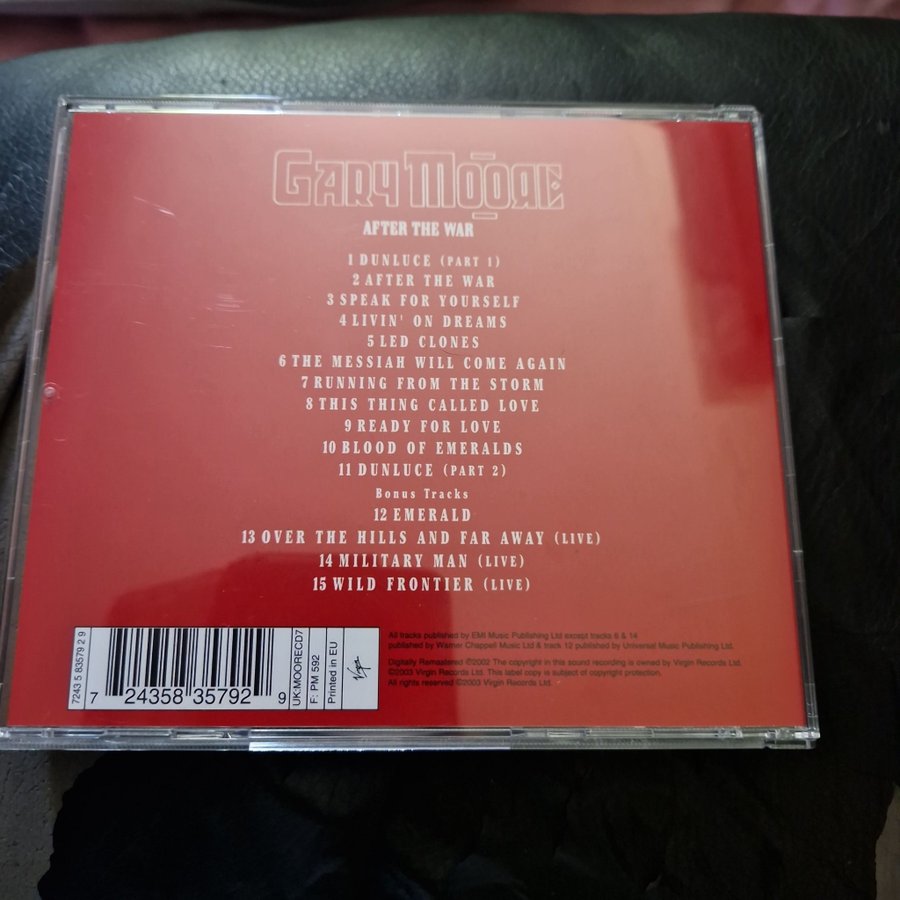 GARY MOORE
AFTER THE WAR
1 DUNLUCE (PART 1)
2 AFTER THE WAR
3 SPEAK FOR YOURSELF
4 LIVIN' ON DREAMS
5 LED CLONES
6 THE MESSIAH WILL COME AGAIN
7 RUNNING FROM THE STORM
8 THIS THING CALLED LOVE
9 READY FOR LOVE
10 BLOOD OF EMERALDS
11 DUNLUCE (PART 2)
Bonus Tracks
12 EMERALD
13 OVER THE HILLS AND FAR AWAY (LIVE)
14 MILITARY MAN (LIVE)
15 WILD FRONTIER (LIVE)
7243 5 83579 2 9
7 24358 35792 9
UK:MOORECD7
F: PM 592
Printed in EU
Virgin
All tracks published by EMI Music Publishing Ltd except tracks 6 & 14
published by Warner Chappell Music Ltd & track 12 published by Universal Music Publishing Ltd.
Digitally Remastered ℗2002 The copyright in this sound recording is owned by Virgin Records Ltd.
©2003 Virgin Records Ltd. This label copy is subject of copyright protection.
All rights reserved ©2003 Virgin Records Ltd.